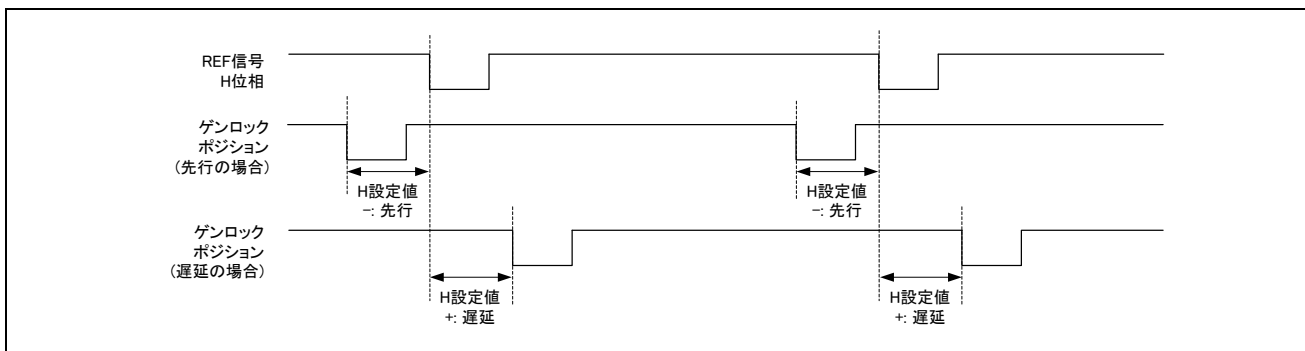 REF信号
H位相
ゲンロック
ポジション
(先行の場合)
H設定値
−: 先行
H設定値
−: 先行
ゲンロック
ポジション
(遅延の場合)
H設定値
+: 遅延
H設定値
+: 遅延